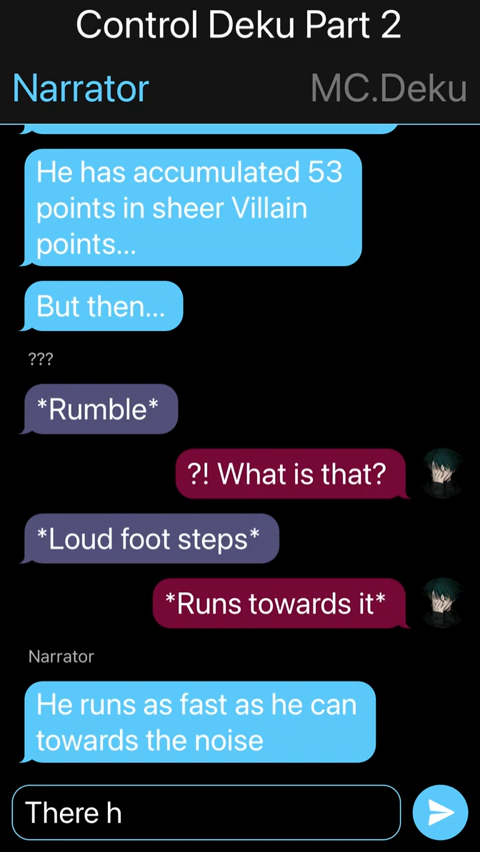 Control Deku Part 2
Narrator
MC.Deku
He has accumulated 53
points in sheer Villain
points...
But then...
???
*Rumble*
?! What is that?
*Loud foot steps*
*Runs towards it*
Narrator
He runs as fast as he can
towards the noise
There h